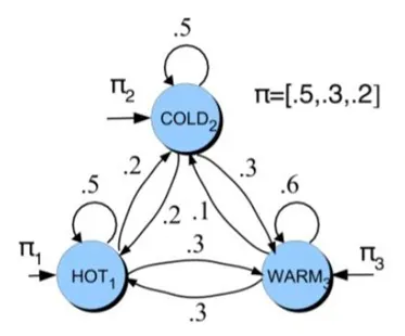 .5
π₂
π=[.5,.3,.2]
COLD₂
.2
.3
.5
.2
.1
.6
π₁
.3
π₃
HOT₁
WARM₃
.3